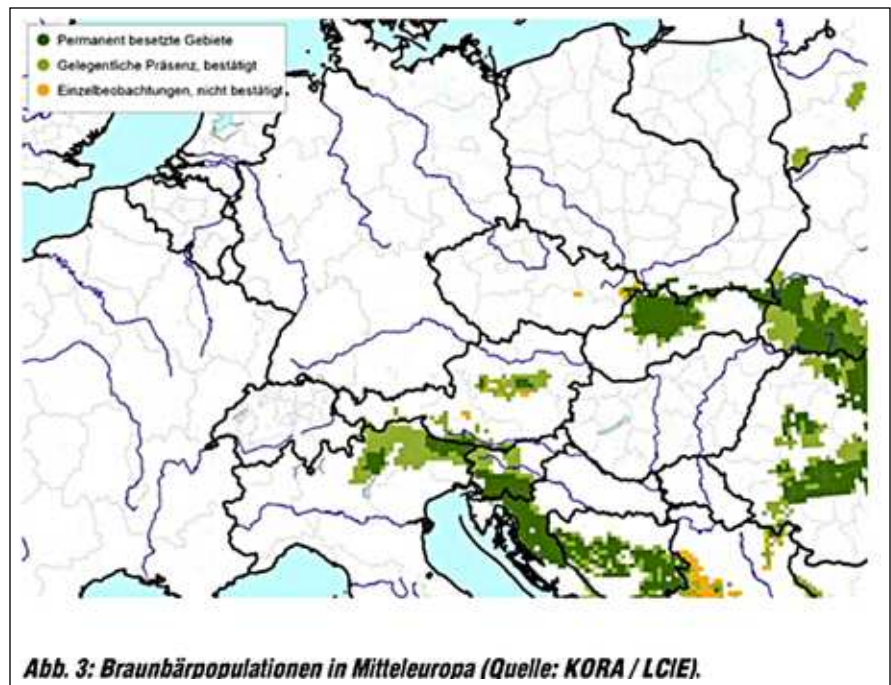 Permanent besetzte Gebiete
Gelegentliche Präsenz, bestätigt
Einzelbeobachtungen, nicht bestätigt
Abb. 3: Braunbärpopulationen in Mitteleuropa (Quelle: KORA / LCIE).